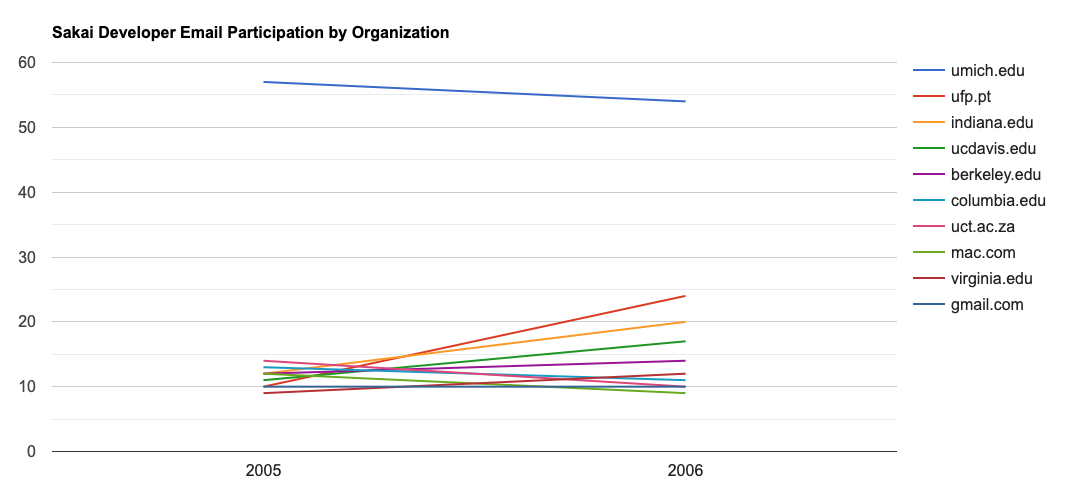 Sakai Developer Email Participation by Organization
60
50
40
30
20
10
0
2005 2006
umich.edu
ufp.pt
indiana.edu
ucdavis.edu
berkeley.edu
columbia.edu
uct.ac.za
mac.com
virginia.edu
gmail.com